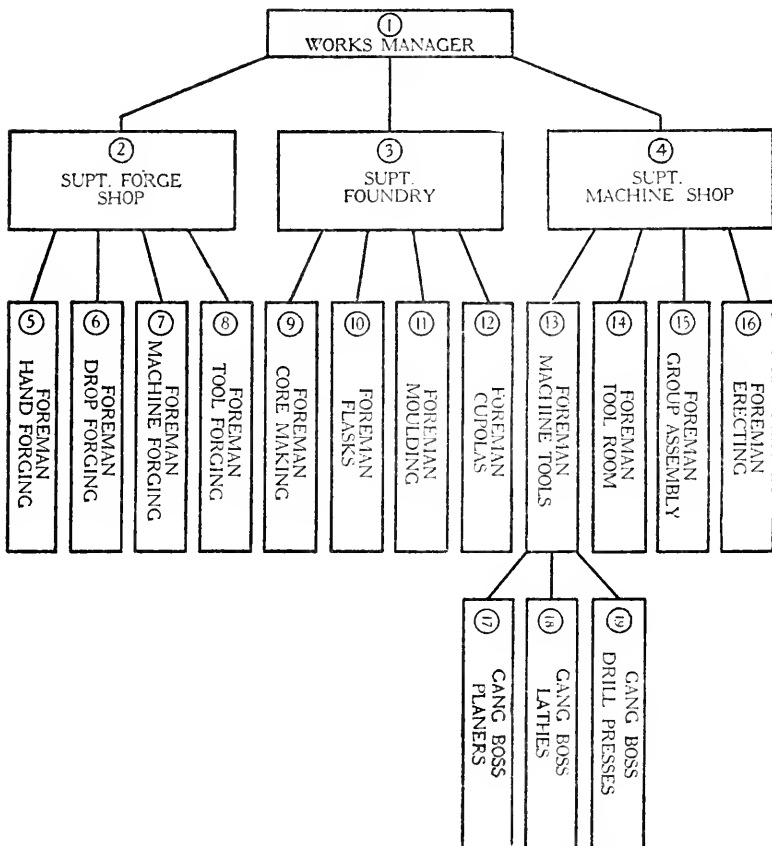 1
WORKS MANAGER
2
SUPT. FORGE
SHOP
3
SUPT.
FOUNDRY
4
SUPT.
MACHINE SHOP
5
FOREMAN
HAND FORGING
6
FOREMAN
DROP FORGING
7
FOREMAN
MACHINE FORGING
8
FOREMAN
TOOL FORGING
9
FOREMAN
CORE MAKING
10
FOREMAN
FLASKS
11
FOREMAN
MOULDING
12
FOREMAN
CUPOLAS
13
FOREMAN
MACHINE TOOLS
14
FOREMAN
TOOL ROOM
15
FOREMAN
GROUP ASSEMBLY
16
FOREMAN
ERECTING
17
GANG BOSS
PLANERS
18
GANG BOSS
LATHES
19
GANG BOSS
DRILL PRESSES